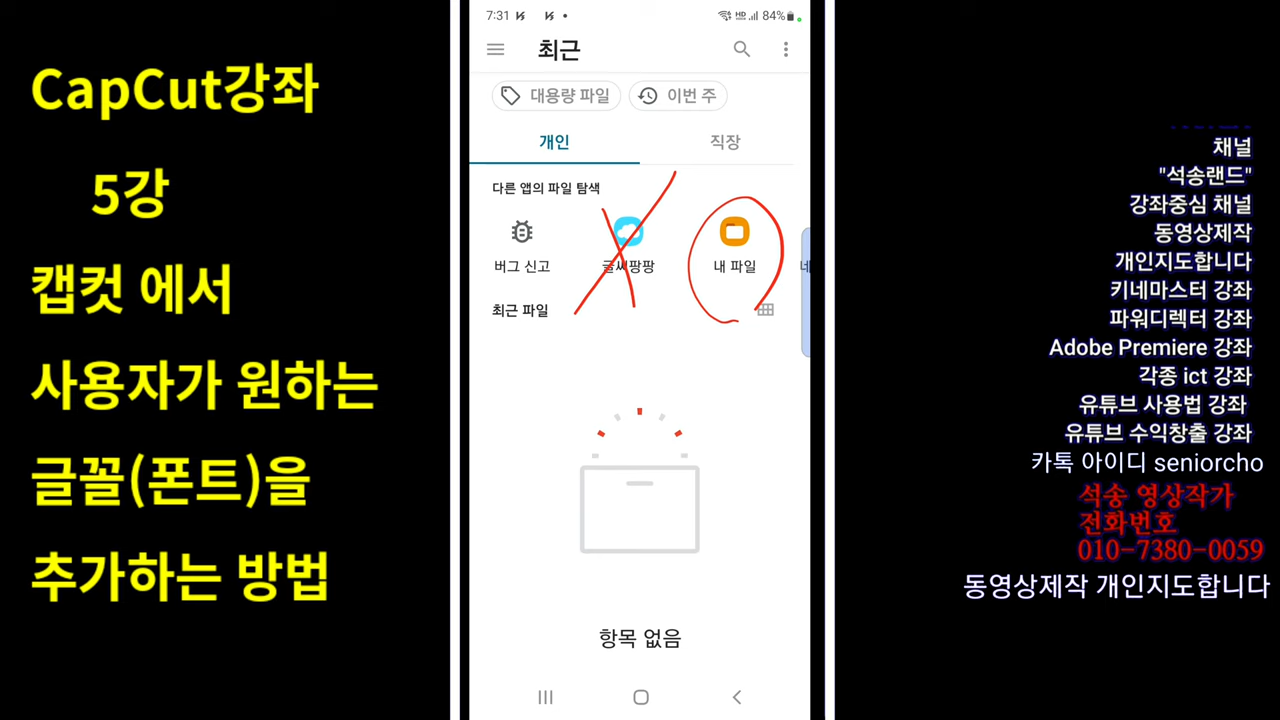 CapCut강좌
5강
캡컷 에서
사용자가 원하는
글꼴(폰트)을
추가하는 방법
7:31
84%
최근
대용량 파일
이번 주
개인
직장
다른 앱의 파일 탐색
버그 신고
글씨팡팡
내 파일
네
최근 파일
항목 없음
채널
"석송랜드"
강좌중심 채널
동영상제작
개인지도합니다
키네마스터 강좌
파워디렉터 강좌
Adobe Premiere 강좌
각종 ict 강좌
유튜브 사용법 강좌
유튜브 수익창출 강좌
카톡 아이디 seniorcho
석송 영상작가
전화번호
010-7380-0059
동영상제작 개인지도합니다